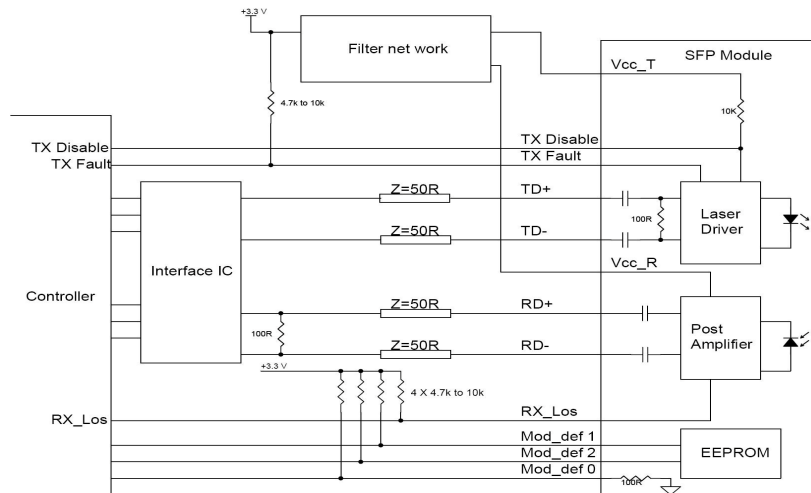 +3.3 V
Filter net work
SFP Module
Vcc_T
4.7k to 10k
10K
TX Disable
TX Disable
TX Fault
TX Fault
Z=50R
TD+
100R
Laser
Driver
Z=50R
TD-
Interface IC
Vcc_R
Controller
Z=50R
RD+
100R
Post
Amplifier
Z=50R
RD-
+3.3 V
4 X 4.7k to 10k
RX_Los
RX_Los
Mod_def 1
EEPROM
Mod_def 2
Mod_def 0
100R